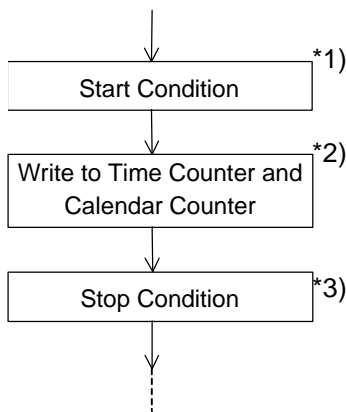 *1)
Start Condition
*2)
Write to Time Counter and
Calendar Counter
*3)
Stop Condition